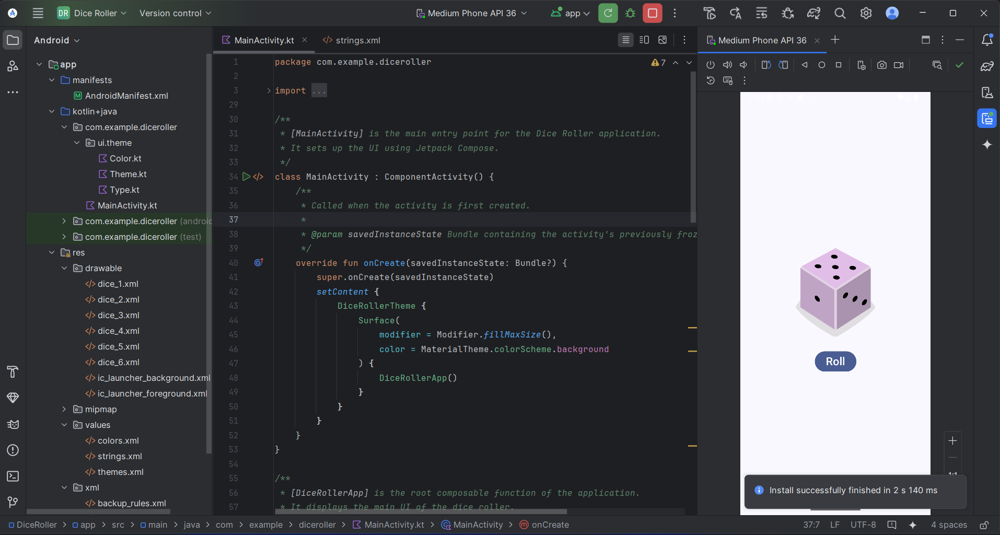 DR Dice Roller Version control Medium Phone API 36 app
Android
app
manifests
AndroidManifest.xml
kotlin+java
com.example.diceroller
ui.theme
Color.kt
Theme.kt
Type.kt
MainActivity.kt
com.example.diceroller (androi
com.example.diceroller (test)
res
drawable
dice_1.xml
dice_2.xml
dice_3.xml
dice_4.xml
dice_5.xml
dice_6.xml
ic_launcher_background.xml
ic_launcher_foreground.xml
mipmap
values
colors.xml
strings.xml
themes.xml
xml
backup_rules.xml
MainActivity.kt strings.xml
7
1 package com.example.diceroller
2
3 import ...
29
30 /**
31 * [MainActivity] is the main entry point for the Dice Roller application.
32 * It sets up the UI using Jetpack Compose.
33 */
34 class MainActivity : ComponentActivity() {
35 /**
36 * Called when the activity is first created.
37 *
38 * @param savedInstanceState Bundle containing the activity's previously froz
39 */
40 override fun onCreate(savedInstanceState: Bundle?) {
41 super.onCreate(savedInstanceState)
42 setContent {
43 DiceRollerTheme {
44 Surface(
45 modifier = Modifier.fillMaxSize(),
46 color = MaterialTheme.colorScheme.background
47 ) {
48 DiceRollerApp()
49 }
50 }
51 }
52 }
53 }
54
55 /**
56 * [DiceRollerApp] is the root composable function of the application.
57 * It displays the main UI of the dice roller.
Medium Phone API 36
Roll
1:1
Install successfully finished in 2 s 140 ms
DiceRoller > app > src > main > java > com > example > diceroller > MainActivity.kt > MainActivity > onCreate
37:7 LF UTF-8 4 spaces